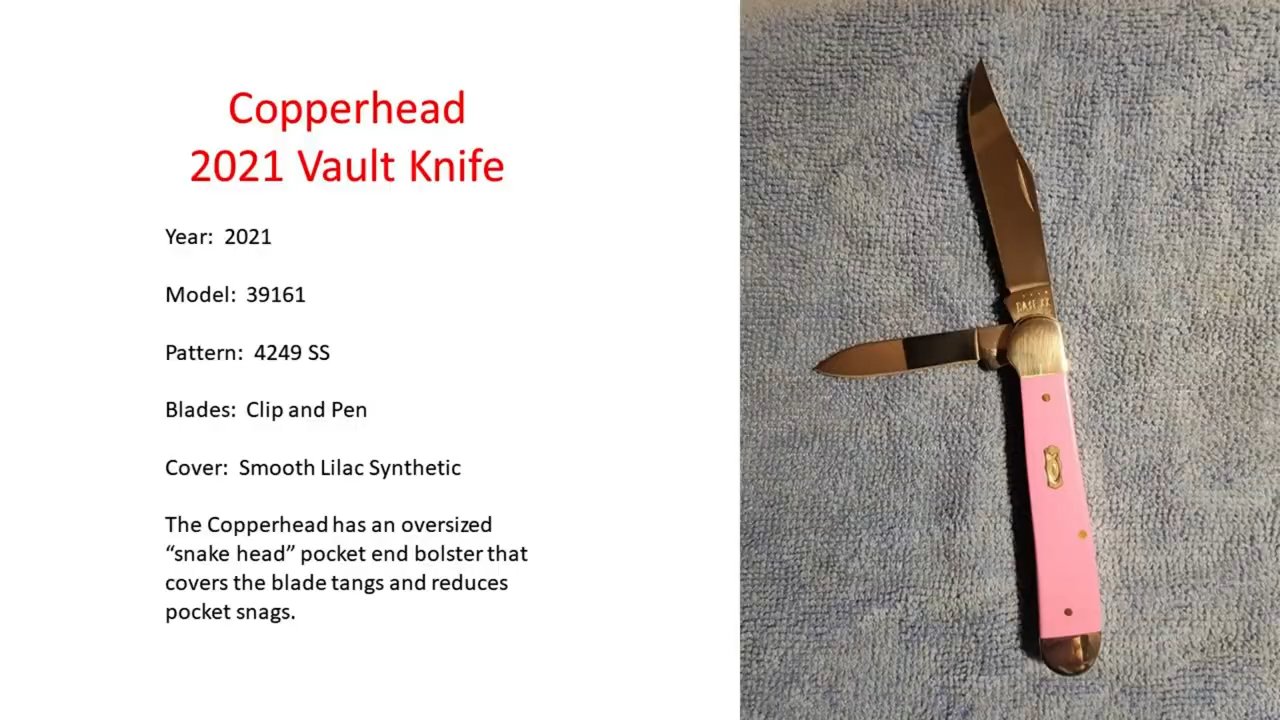 Copperhead
2021 Vault Knife
Year:  2021
Model:  39161
Pattern:  4249 SS
Blades:  Clip and Pen
Cover:  Smooth Lilac Synthetic
The Copperhead has an oversized
“snake head” pocket end bolster that
covers the blade tangs and reduces
pocket snags.
CASE XX